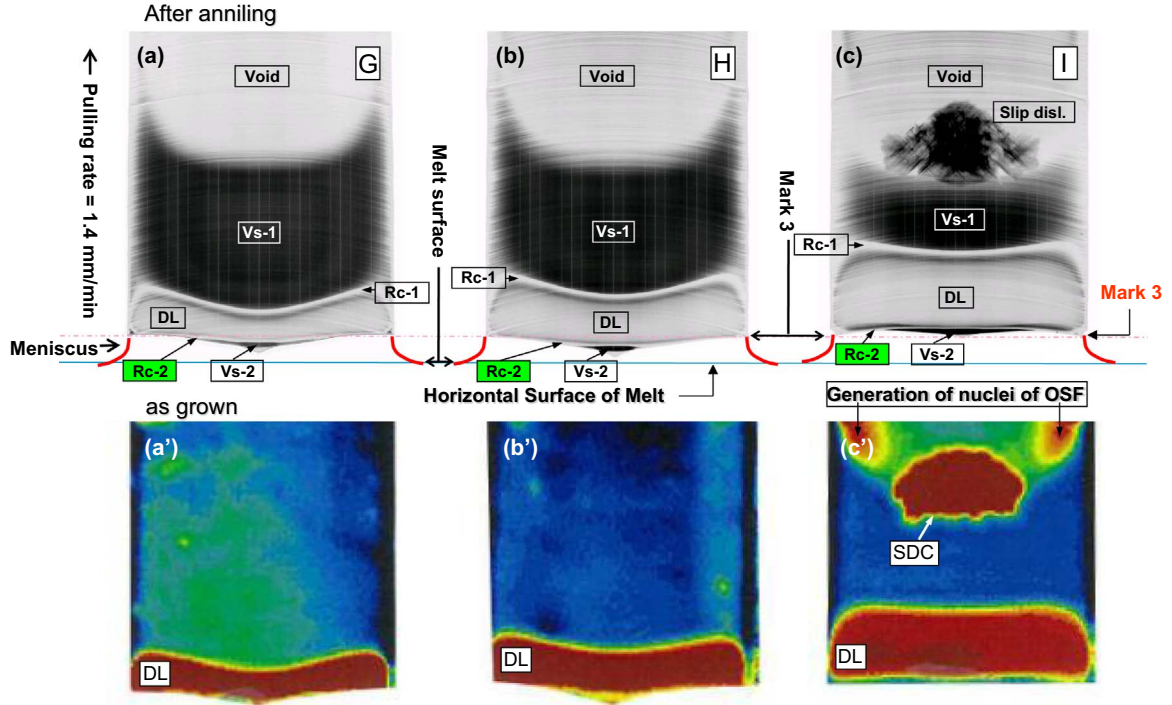 After anniling
→ Pulling rate = 1.4 mm/min
(a)
Void
G
Vs-1
Rc-1
DL
Meniscus
Rc-2
Vs-2
Melt surface
(b)
Void
H
Vs-1
Rc-1
DL
Rc-2
Vs-2
Horizontal Surface of Melt
Mark 3
(c)
Void
I
Slip disl.
Vs-1
Rc-1
DL
Mark 3
Rc-2
Vs-2
as grown
Generation of nuclei of OSF
(a')
DL
(b')
DL
(c')
SDC
DL